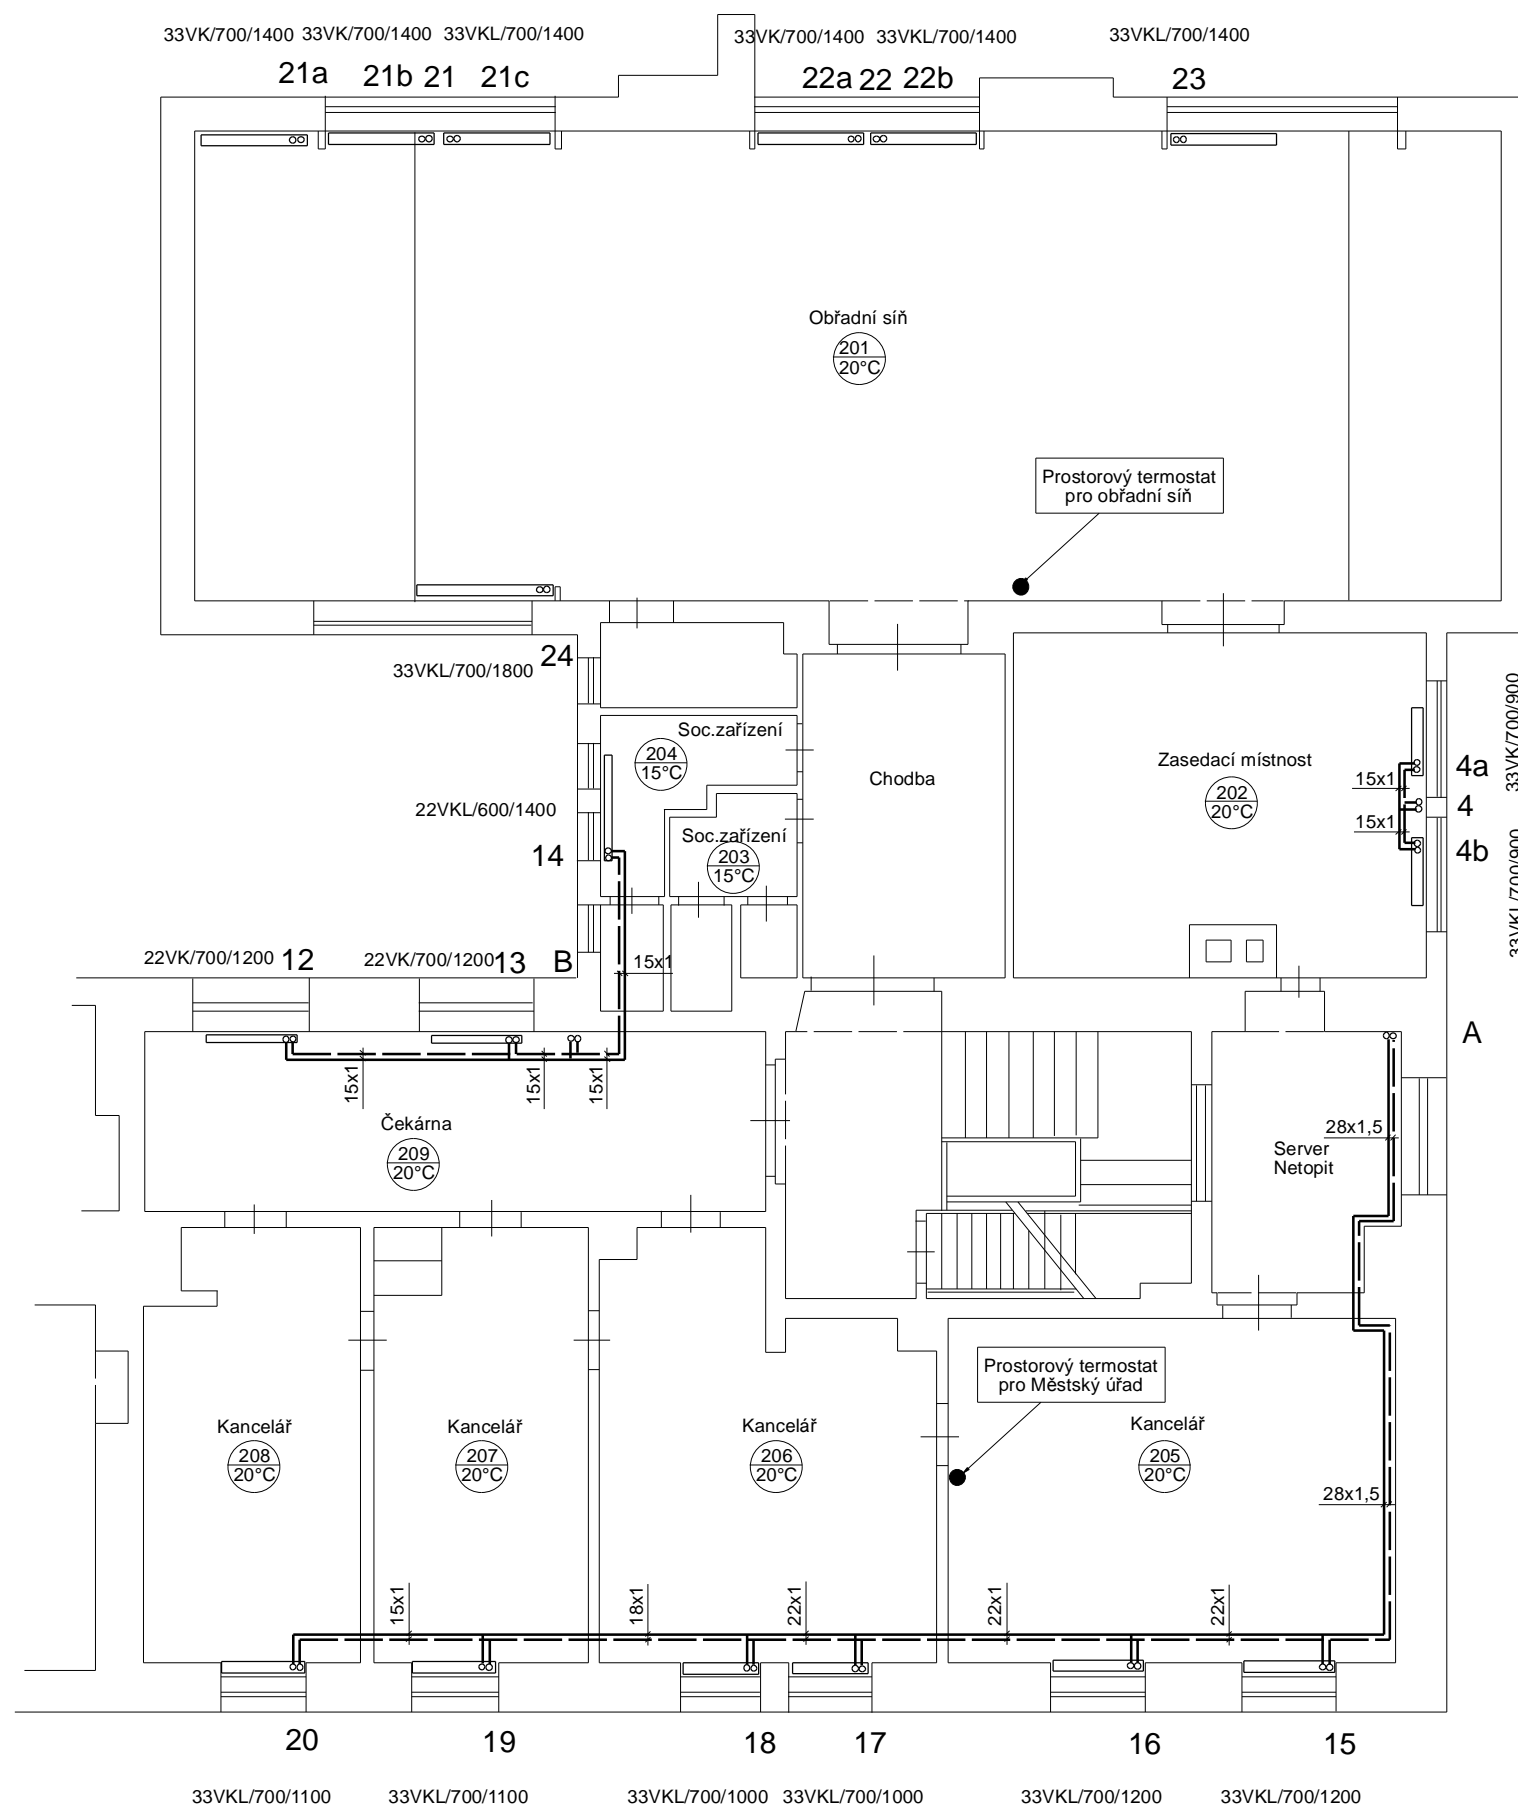 33VK/700/1400 33VK/700/1400 33VKL/700/1400 33VK/700/1400 33VKL/700/1400 33VKL/700/1400
21a 21b 21 21c 22a 22 22b 23
Obřadní síň
201
20°C
Prostorový termostat
pro obřadní síň
24
33VKL/700/1800
Soc.zařízení
204
15°C
Chodba
Zasedací místnost
202
20°C
15x1
15x1
4a
4
4b
33VK/700/900
33VKL/700/900
22VKL/600/1400
14
Soc.zařízení
203
15°C
22VK/700/1200 12 22VK/700/1200 13 B
15x1
A
15x1
15x1
15x1
Čekárna
209
20°C
28x1,5
Server
Netopit
Prostorový termostat
pro Městský úřad
Kancelář
208
20°C
Kancelář
207
20°C
Kancelář
206
20°C
Kancelář
205
20°C
28x1,5
15x1
18x1
22x1
22x1
22x1
20 19 18 17 16 15
33VKL/700/1100 33VKL/700/1100 33VKL/700/1000 33VKL/700/1000 33VKL/700/1200 33VKL/700/1200